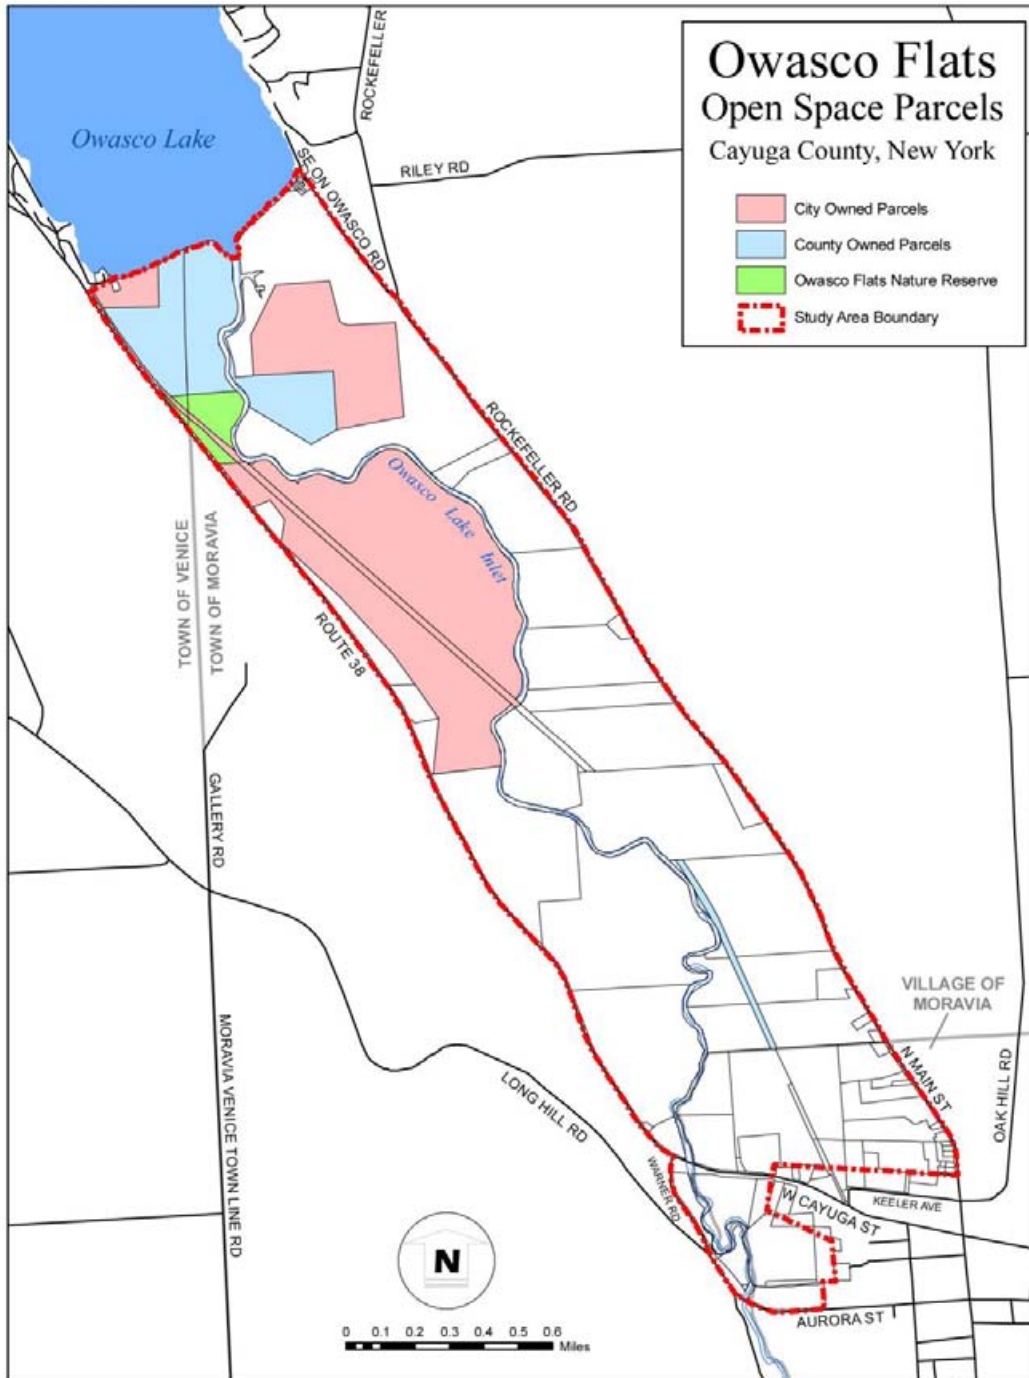 Owasco Flats
Open Space Parcels
Cayuga County, New York
City Owned Parcels
County Owned Parcels
Owasco Flats Nature Reserve
Study Area Boundary
Owasco Lake
ROCKEFELLER
RILEY RD
SE ON OWASCO RD
ROCKEFELLER RD
Owasco Lake Inlet
TOWN OF VENICE
TOWN OF MORAVIA
ROUTE 38
GALLERY RD
VILLAGE OF
MORAVIA
N MAIN ST
OAK HILL RD
MORAVIA VENICE TOWN LINE RD
LONG HILL RD
WARNER RD
W CAYUGA ST
KEELER AVE
AURORA ST
N
0 0.1 0.2 0.3 0.4 0.5 0.6
Miles